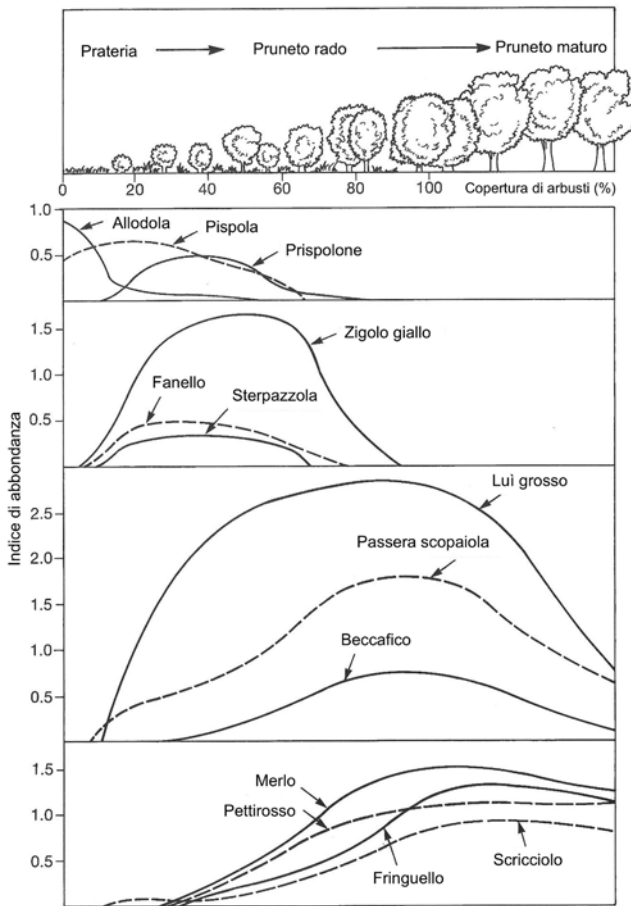 Prateria Pruneto rado Pruneto maturo
0 20 40 60 80 100 Copertura di arbusti (%)
Indice di abbondanza
1.0
Allodola
Pispola
0.5
Prispolone
1.5
Zigolo giallo
1.0
Fanello
Sterpazzola
0.5
Luì grosso
2.5
Passera scopaiola
2.0
1.5
Beccafico
1.0
0.5
1.5
Merlo
1.0
Pettirosso
0.5
Fringuello
Scricciolo